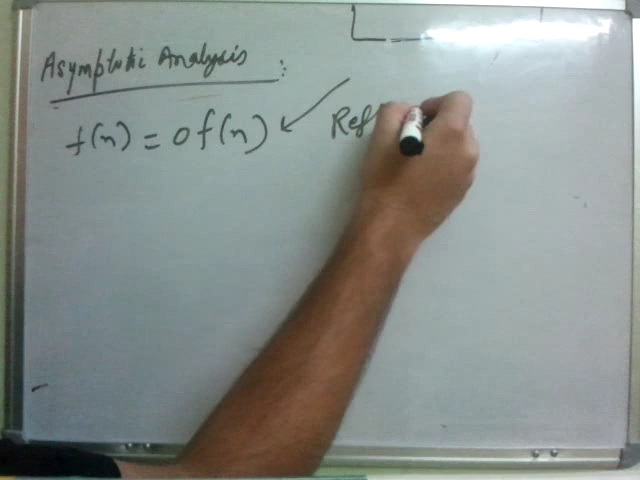 Asymptotic Analysis :
f(n) = O f(n) Ref